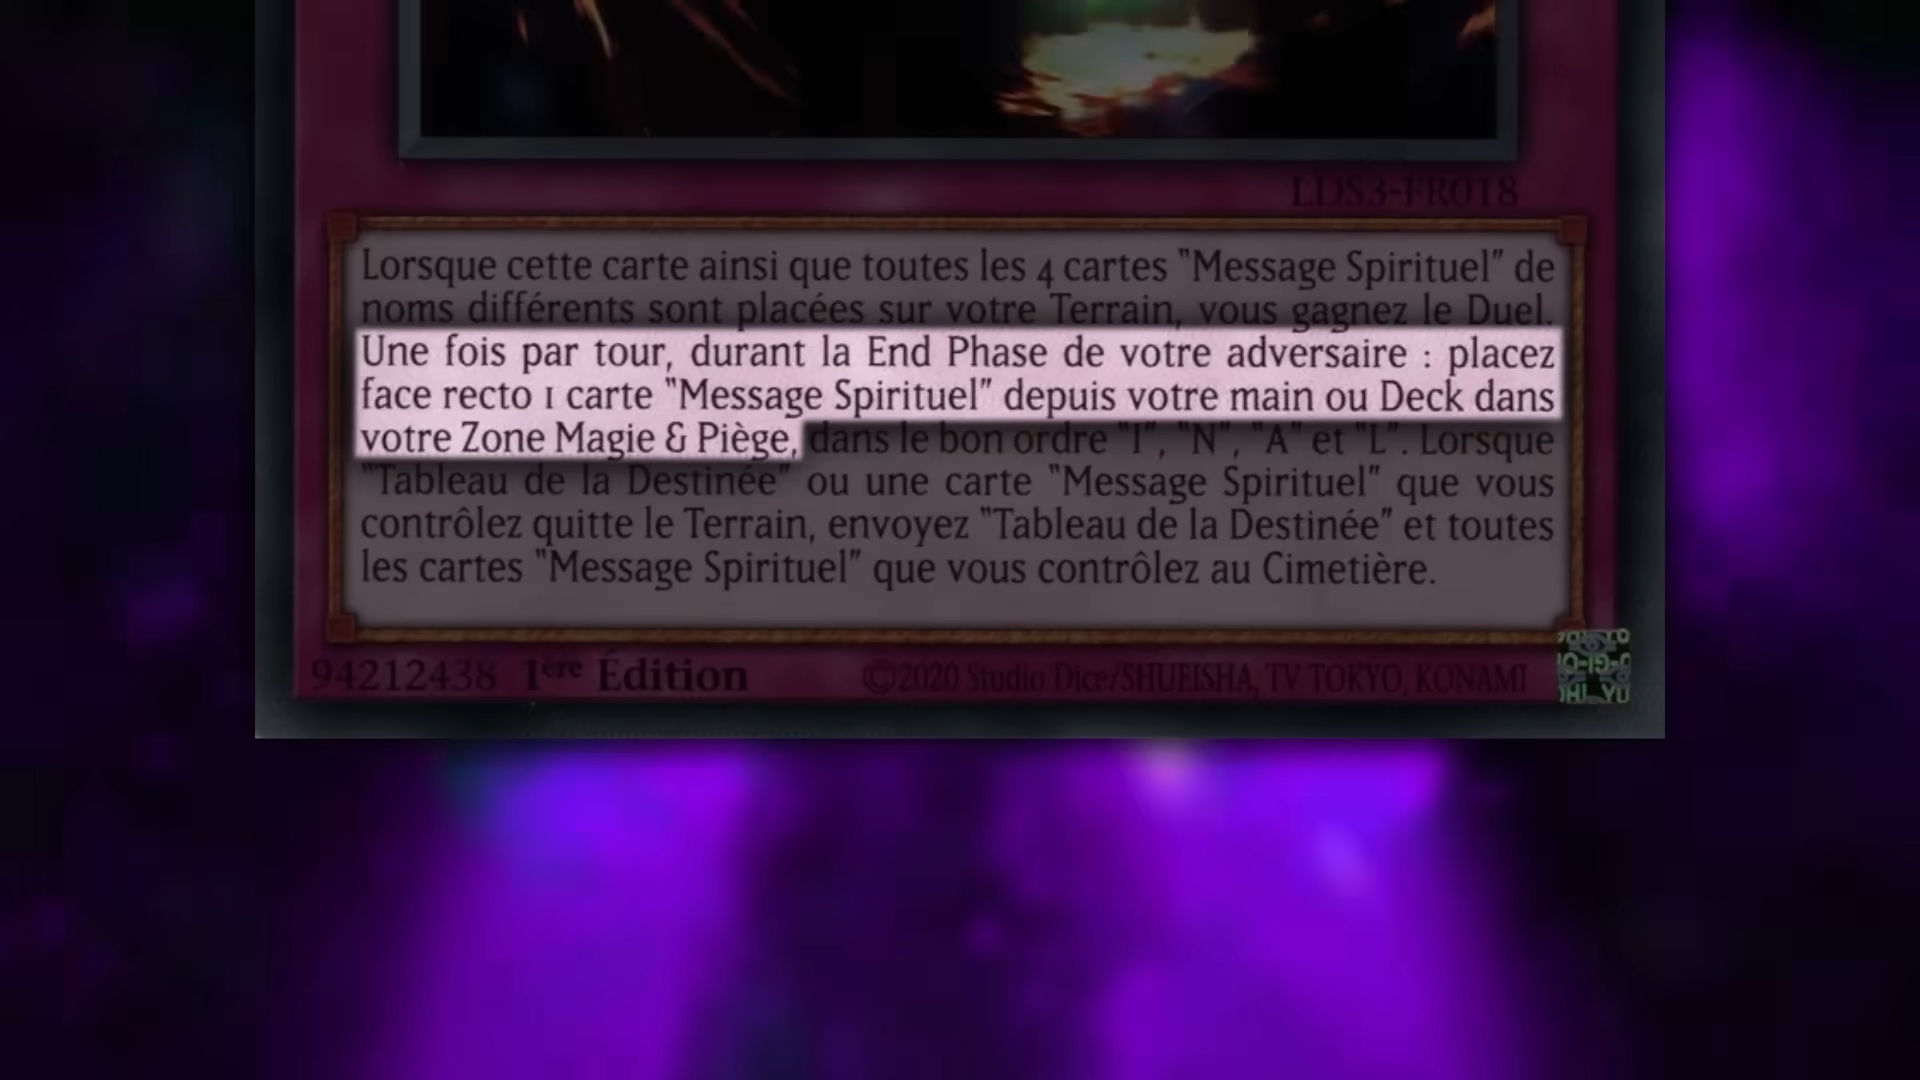 LDS3-FR018
Lorsque cette carte ainsi que toutes les 4 cartes "Message Spirituel" de
noms différents sont placées sur votre Terrain, vous gagnez le Duel.
Une fois par tour, durant la End Phase de votre adversaire : placez
face recto 1 carte "Message Spirituel" depuis votre main ou Deck dans
votre Zone Magie & Piège, dans le bon ordre "I", "N", "A" et "L". Lorsque
"Tableau de la Destinée" ou une carte "Message Spirituel" que vous
contrôlez quitte le Terrain, envoyez "Tableau de la Destinée" et toutes
les cartes "Message Spirituel" que vous contrôlez au Cimetière.
94212438 1ère Édition ©2020 Studio Dice/SHUEISHA, TV TOKYO, KONAMI